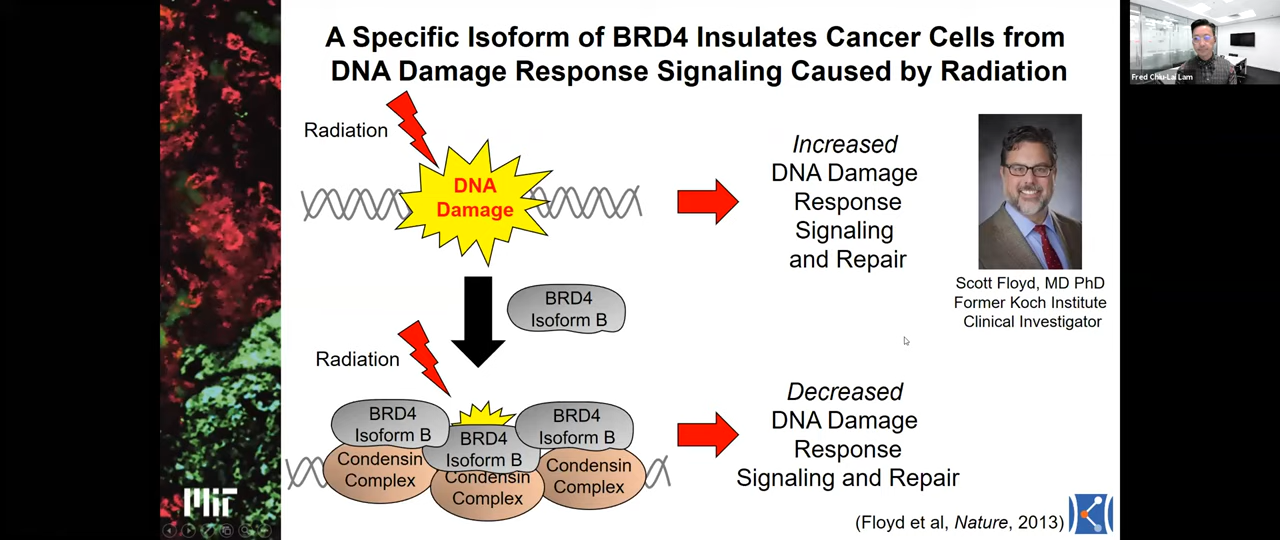 A Specific Isoform of BRD4 Insulates Cancer Cells from
DNA Damage Response Signaling Caused by Radiation
Fred Chiu-Lai Lam
Radiation
DNA
Damage
Increased
DNA Damage
Response
Signaling
and Repair
Scott Floyd, MD PhD
Former Koch Institute
Clinical Investigator
BRD4
Isoform B
Radiation
BRD4
Isoform B
BRD4
Isoform B
BRD4
Isoform B
Condensin
Complex
Condensin
Complex
Condensin
Complex
Decreased
DNA Damage
Response
Signaling and Repair
MIT
(Floyd et al, Nature, 2013)